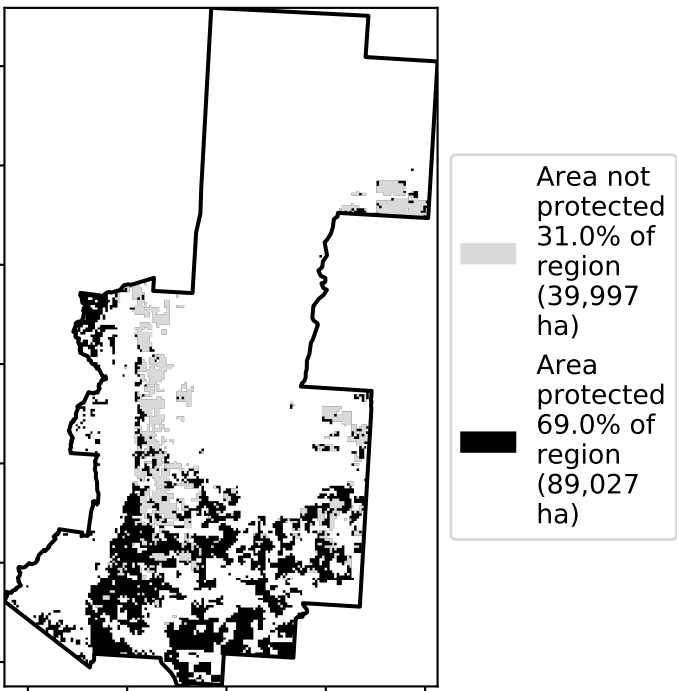 Area not
protected
31.0% of
region
(39,997
ha)
Area
protected
69.0% of
region
(89,027
ha)